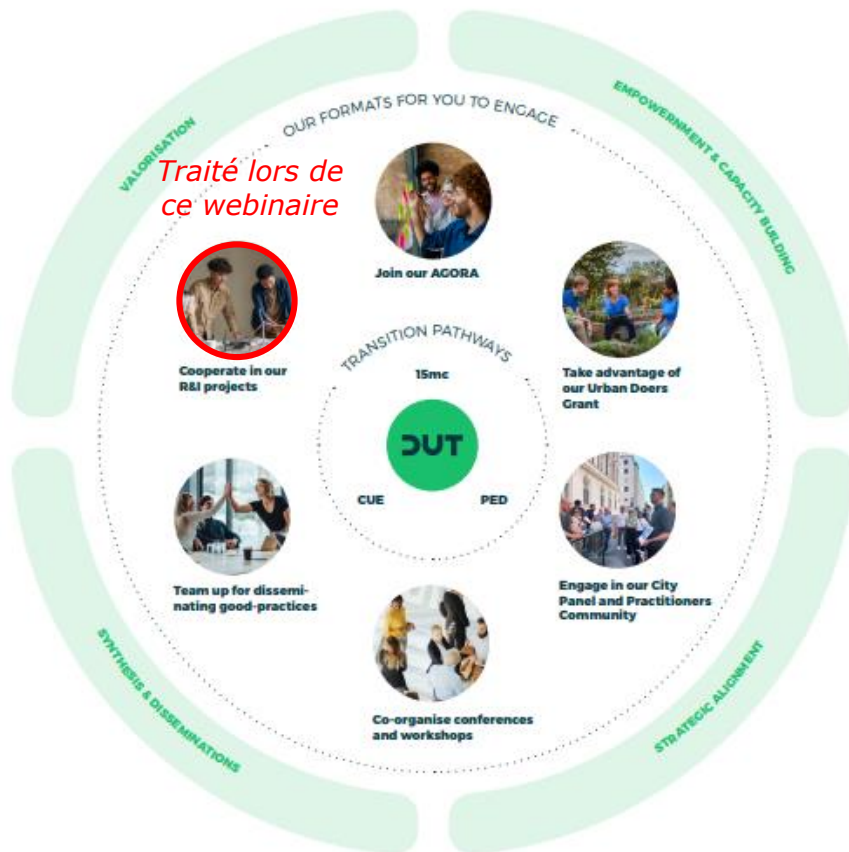 VALORISATION
EMPOWERNMENT & CAPACITY BUILDING
OUR FORMATS FOR YOU TO ENGAGE
Traité lors de
ce webinaire
Join our AGORA
Cooperate in our
R&I projects
TRANSITION PATHWAYS
15mc
Take advantage of
our Urban Doers
Grant
DUT
CUE
PED
Team up for dissemi-
nating good-practices
Engage in our City
Panel and Practitioners
Community
Co-organise conferences
and workshops
SYNTHESIS & DISSEMINATIONS
STRATEGIC ALIGNMENT